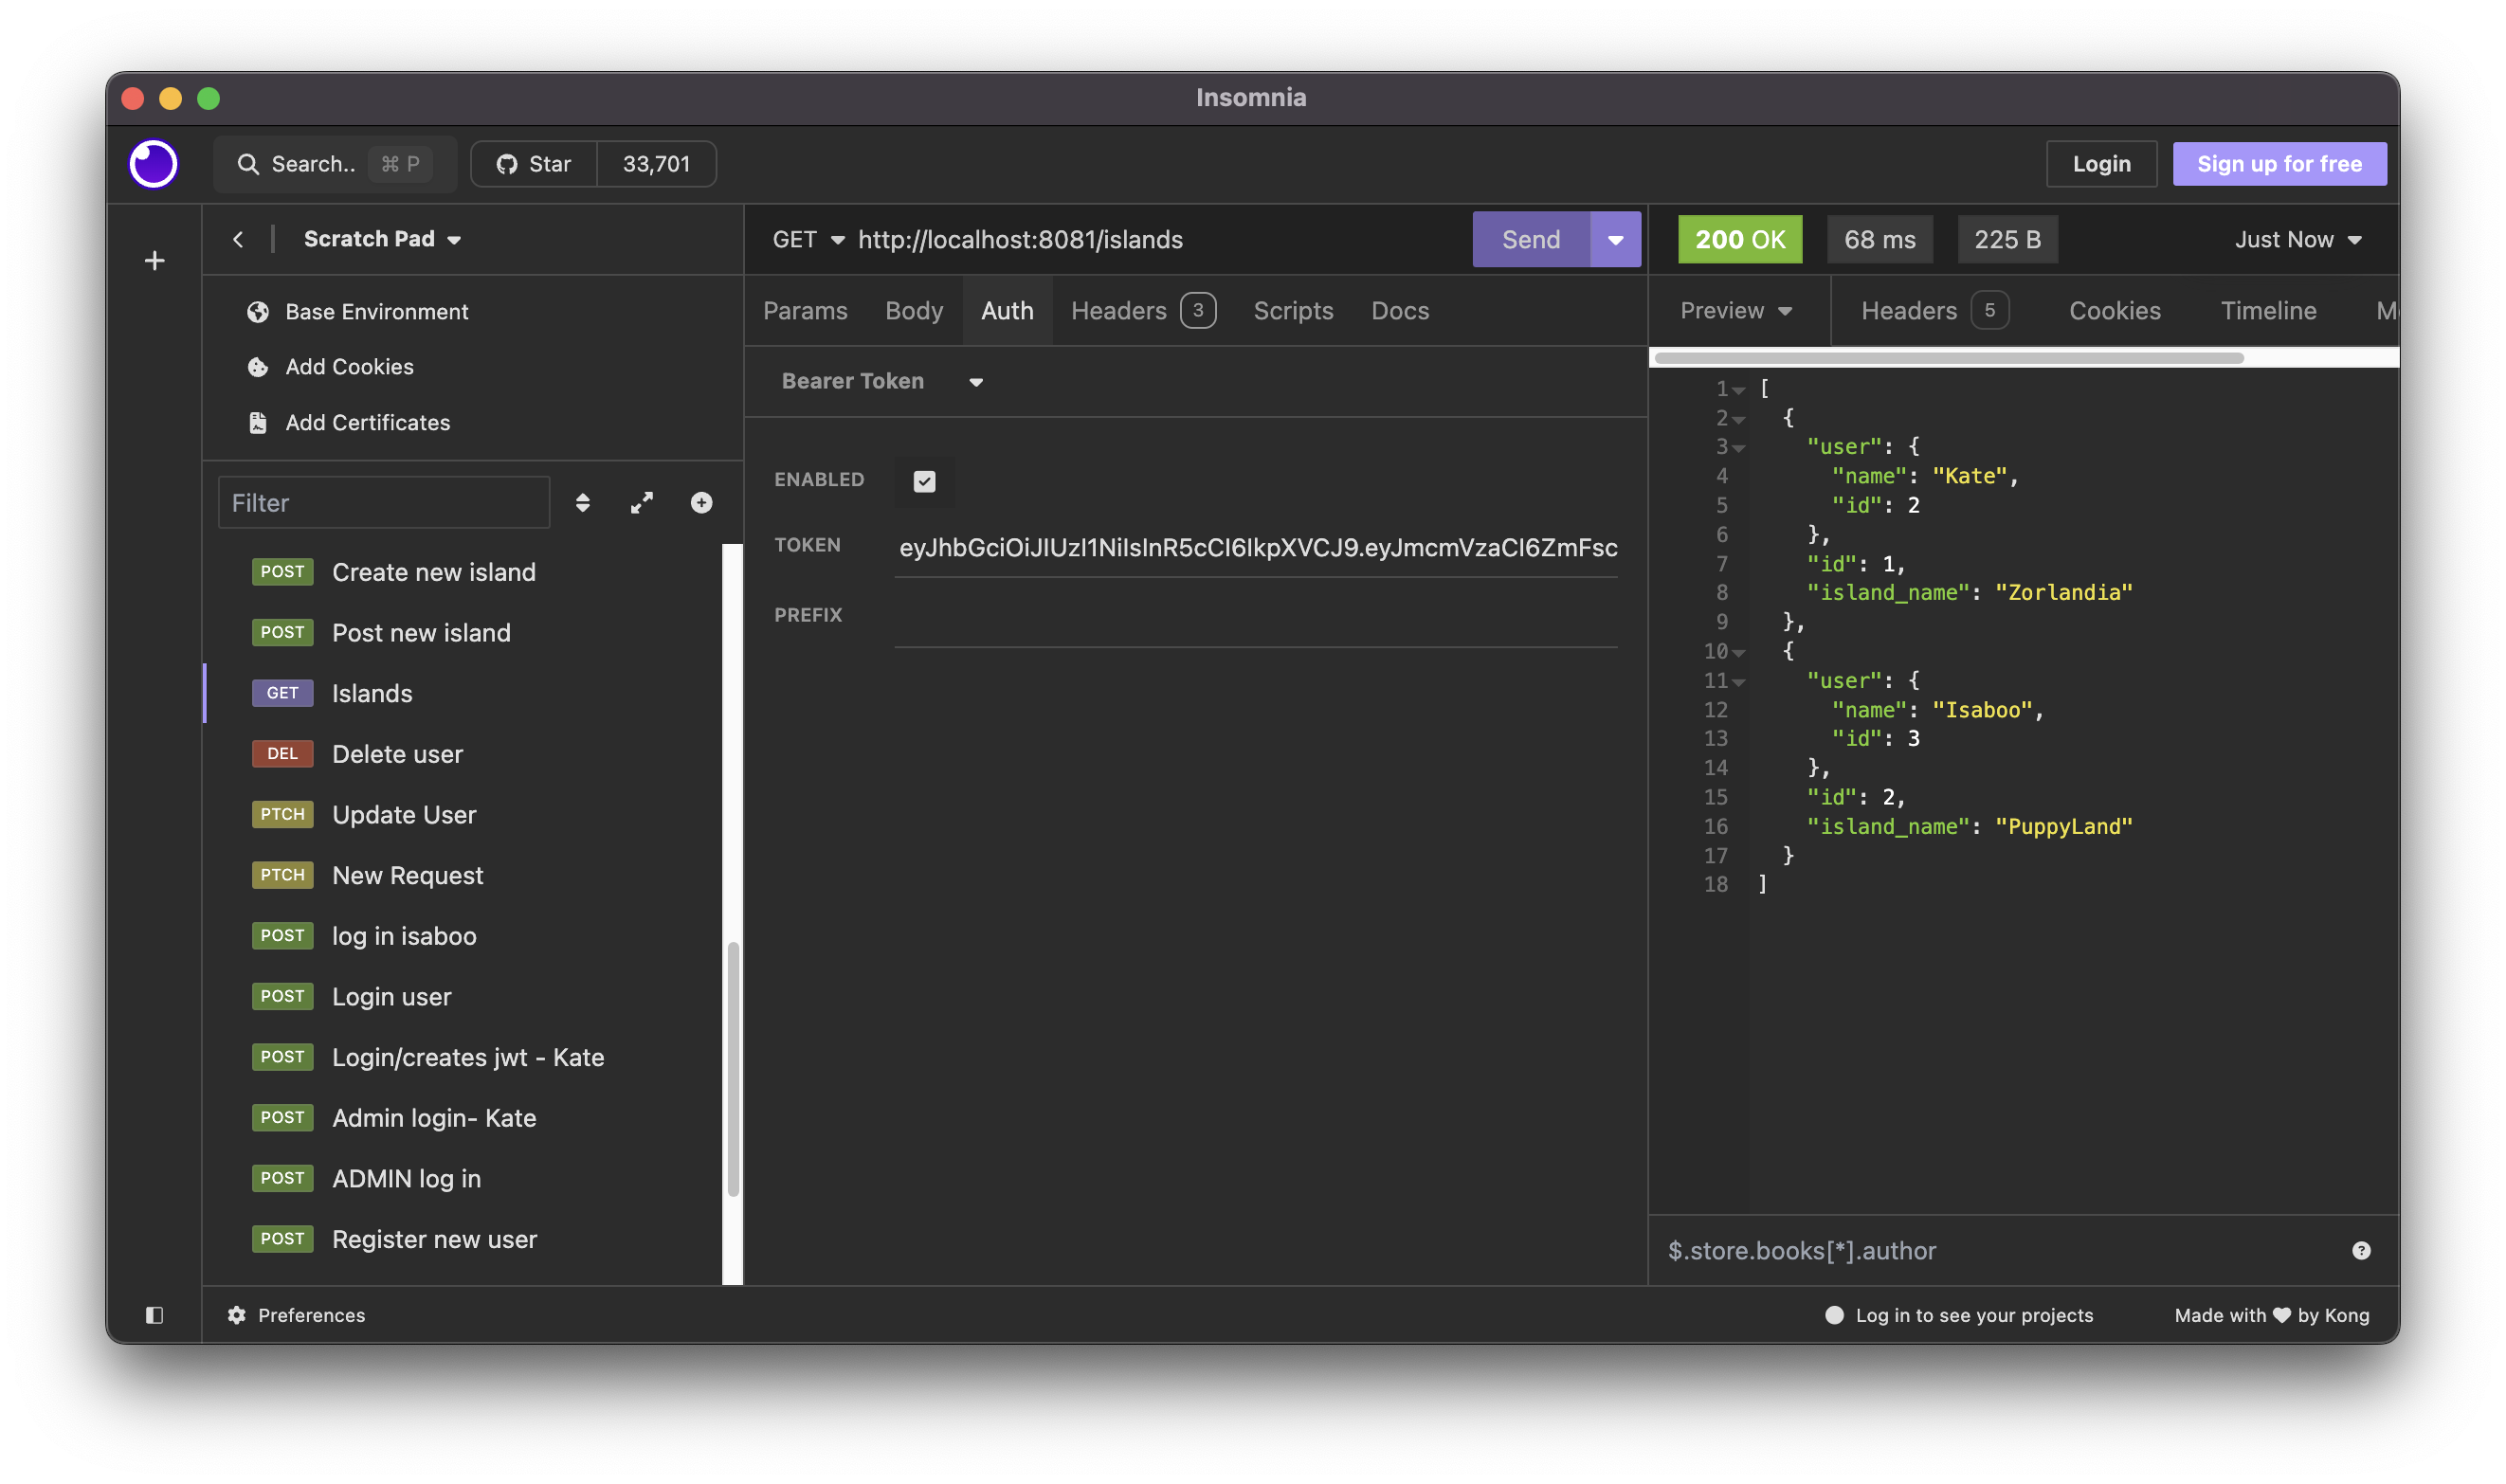 Insomnia
Search.. ⌘ P
Star 33,701
Login
Sign up for free
Scratch Pad
Base Environment
Add Cookies
Add Certificates
Filter
POST Create new island
POST Post new island
GET Islands
DEL Delete user
PTCH Update User
PTCH New Request
POST log in isaboo
POST Login user
POST Login/creates jwt - Kate
POST Admin login- Kate
POST ADMIN log in
POST Register new user
Preferences
GET http://localhost:8081/islands
Send
Params Body Auth Headers 3 Scripts Docs
Bearer Token
ENABLED
TOKEN eyJhbGciOiJIUzI1NiIsInR5cCI6IkpXVCJ9.eyJmcmVzaCI6ZmFsc
PREFIX
200 OK 68 ms 225 B Just Now
Preview Headers 5 Cookies Timeline
1 [
2 {
3 "user": {
4 "name": "Kate",
5 "id": 2
6 },
7 "id": 1,
8 "island_name": "Zorlandia"
9 },
10 {
11 "user": {
12 "name": "Isaboo",
13 "id": 3
14 },
15 "id": 2,
16 "island_name": "PuppyLand"
17 }
18 ]
$.store.books[*].author
Log in to see your projects
Made with ♥ by Kong